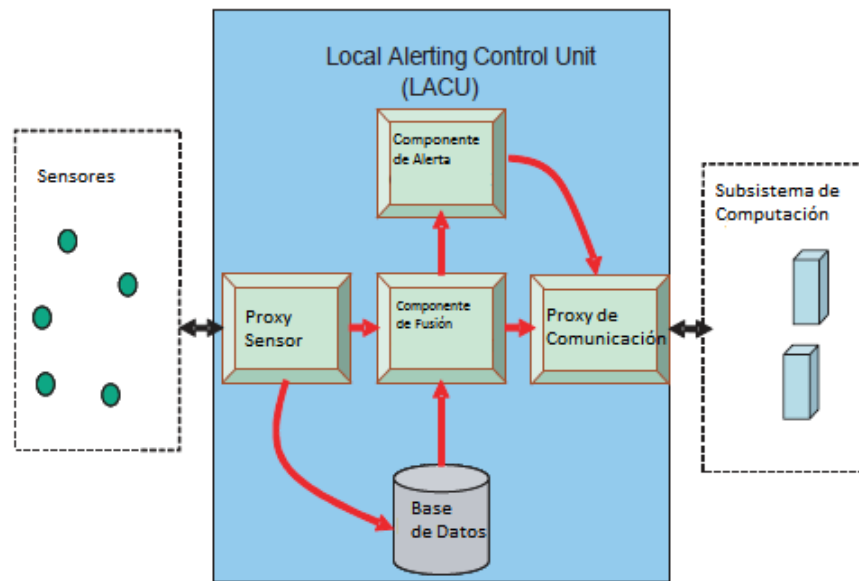 Local Alerting Control Unit
(LACU)
Sensores
Componente
de Alerta
Subsistema de
Computación
Proxy
Sensor
Componente
de Fusión
Proxy de
Comunicación
Base
de Datos